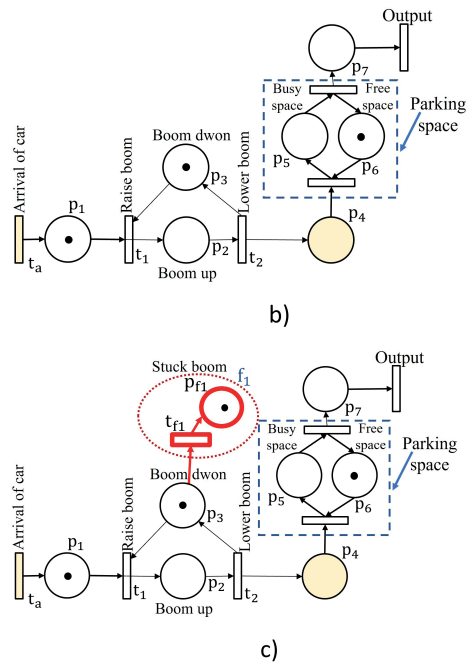 Output
p7
Busy space
Free space
Parking space
p5
p6
Arrival of car
p1
Raise boom
Boom dwon
p3
Lower boom
p4
ta
t1
p2
Boom up
t2
b)
Stuck boom
f1
pf1
tf1
Output
p7
Busy space
Free space
Parking space
p5
p6
Arrival of car
p1
Raise boom
Boom dwon
p3
Lower boom
p4
ta
t1
p2
Boom up
t2
c)